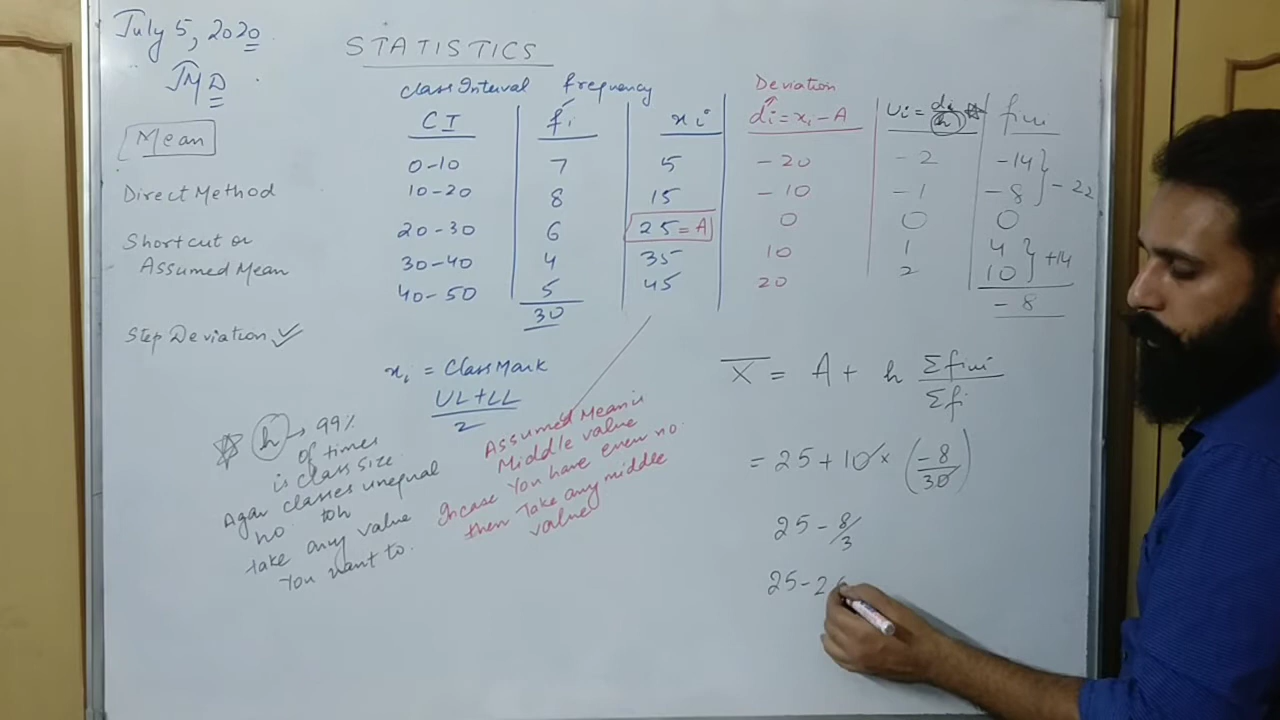 July 5, 2020
JMD
STATISTICS
Mean
Direct Method
Shortcut or
Assumed Mean
Step Deviation ✓
class Interval frequency Deviation
CI fi xi di = xi - A ui = di/h fiui
0-10 7 5 -20 -2 -14
10-20 8 15 -10 -1 -8 } -22
20-30 6 25 = A 0 0 0
30-40 4 35 10 1 4
40-50 5 45 20 2 10 } +14
30 -8
xi = Class Mark
UL+LL
2
☆ h → 99%
of times
is class size
Agar classes unequal
no toh
take any value
You want to.
Assumed Mean is
Middle value
Incase You have even no.
then Take any middle
value
X̄ = A + h Σfiui/Σfi
= 25 + 10 × (-8/30)
25 - 8/3
25 - 2